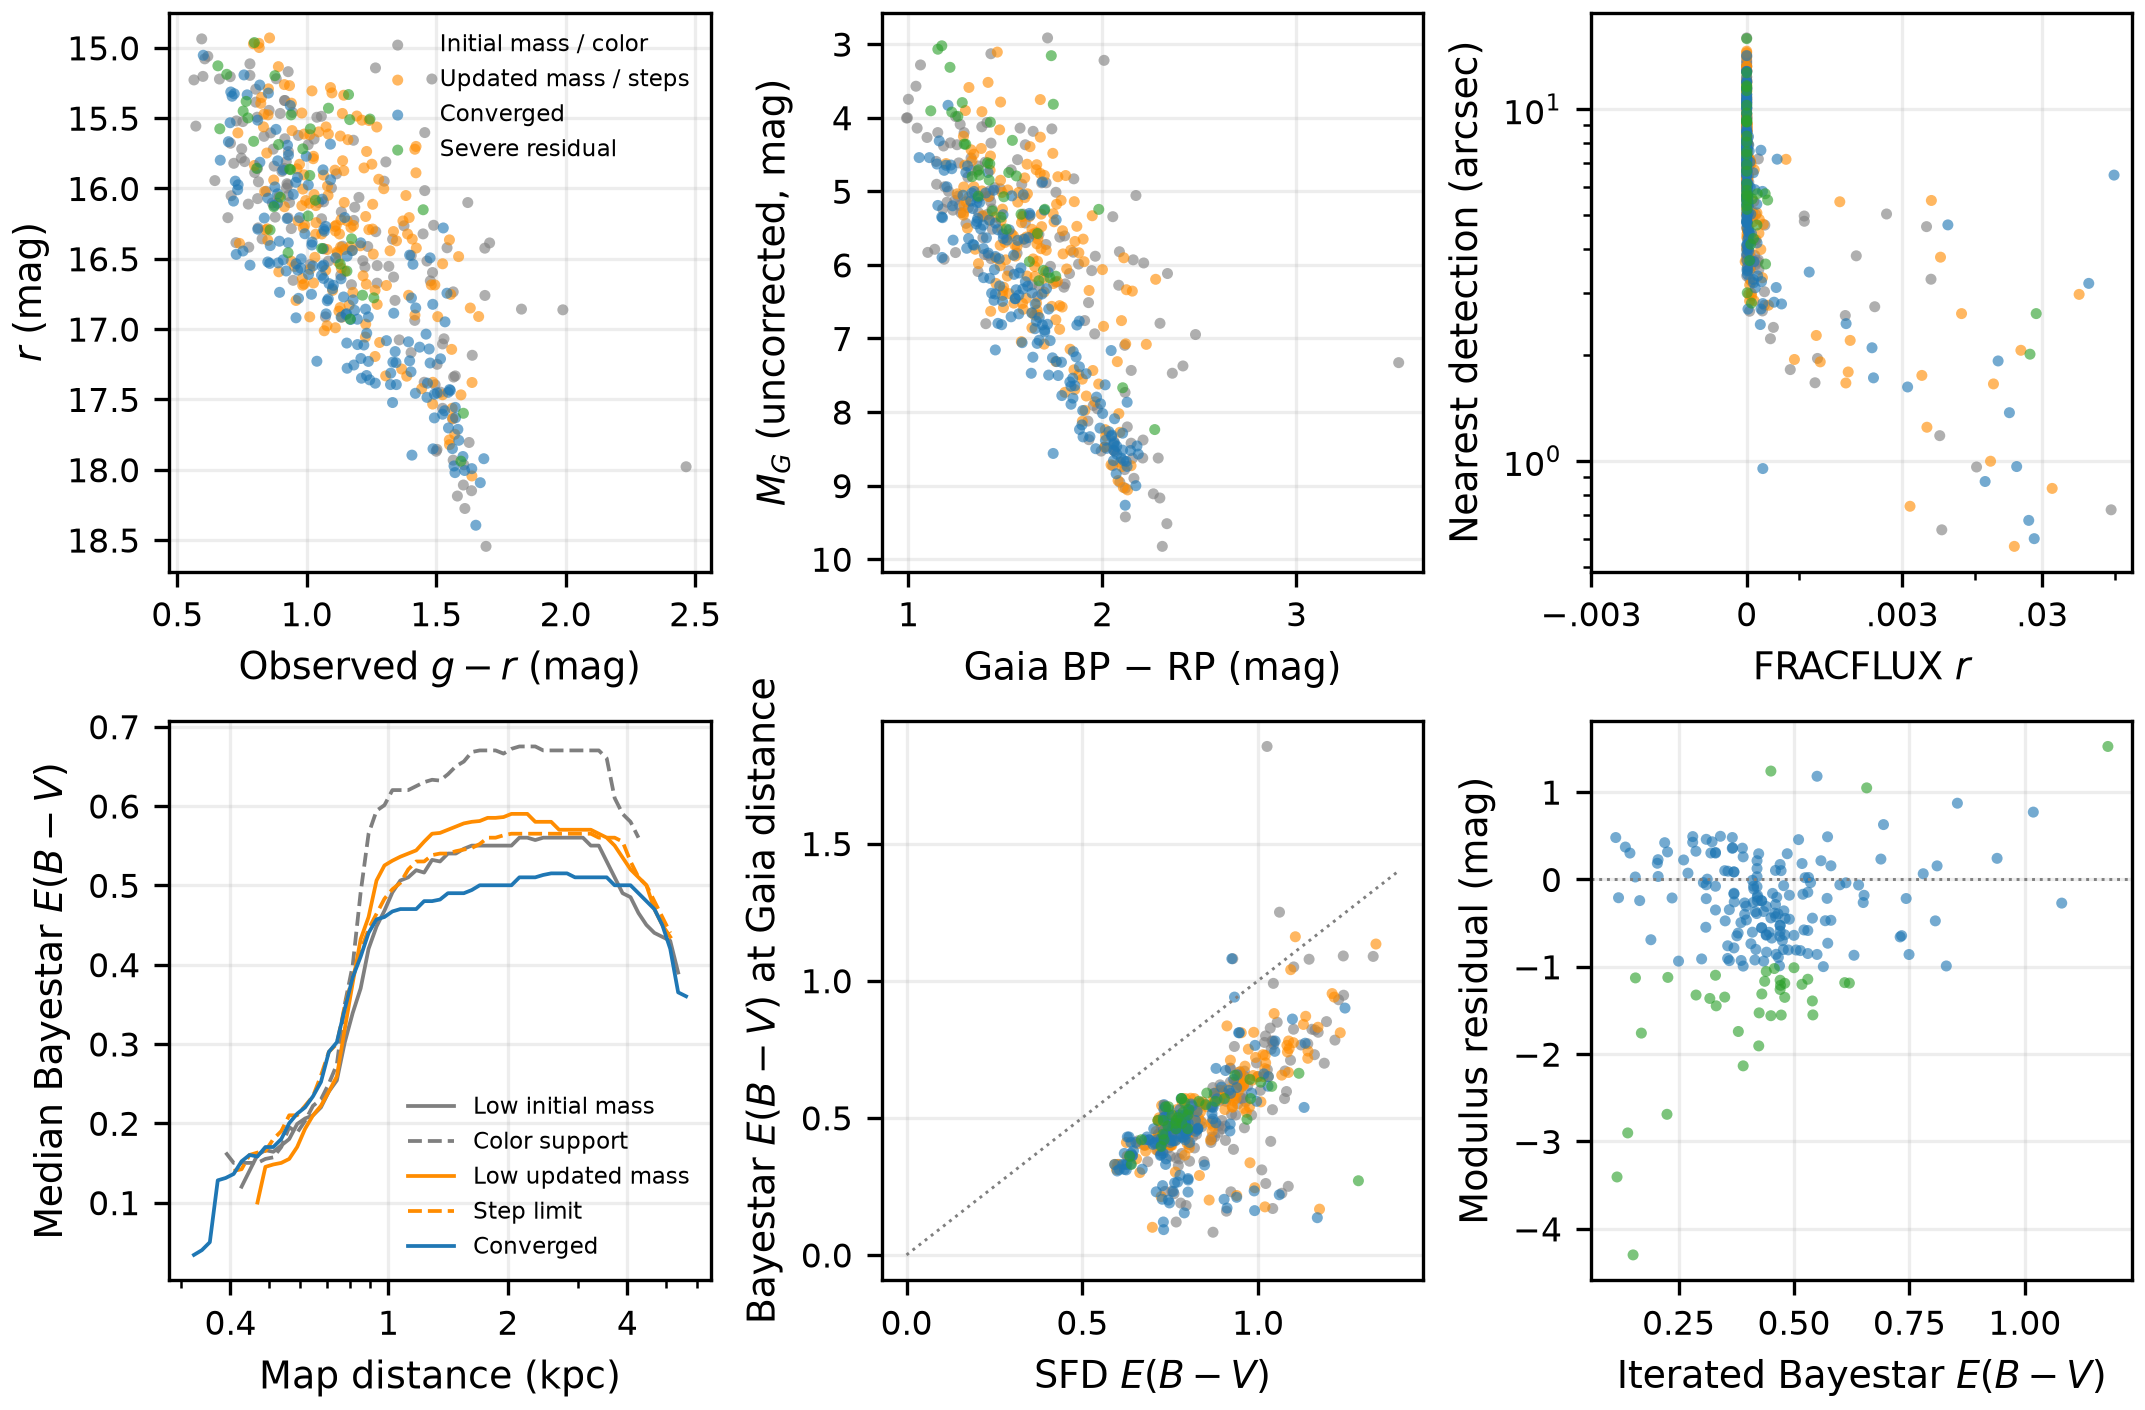 15.0
15.5
16.0
16.5
17.0
17.5
18.0
18.5
r (mag)
0.5
1.0
1.5
2.0
2.5
Observed g − r (mag)
Initial mass / color
Updated mass / steps
Converged
Severe residual
3
4
5
6
7
8
9
10
M_G (uncorrected, mag)
1
2
3
Gaia BP − RP (mag)
10¹
10⁰
Nearest detection (arcsec)
−.003
0
.003
.03
FRACFLUX r
0.7
0.6
0.5
0.4
0.3
0.2
0.1
Median Bayestar E(B − V)
0.4
1
2
4
Map distance (kpc)
Low initial mass
Color support
Low updated mass
Step limit
Converged
1.5
1.0
0.5
0.0
Bayestar E(B − V) at Gaia distance
0.0
0.5
1.0
SFD E(B − V)
1
0
−1
−2
−3
−4
Modulus residual (mag)
0.25
0.50
0.75
1.00
Iterated Bayestar E(B − V)